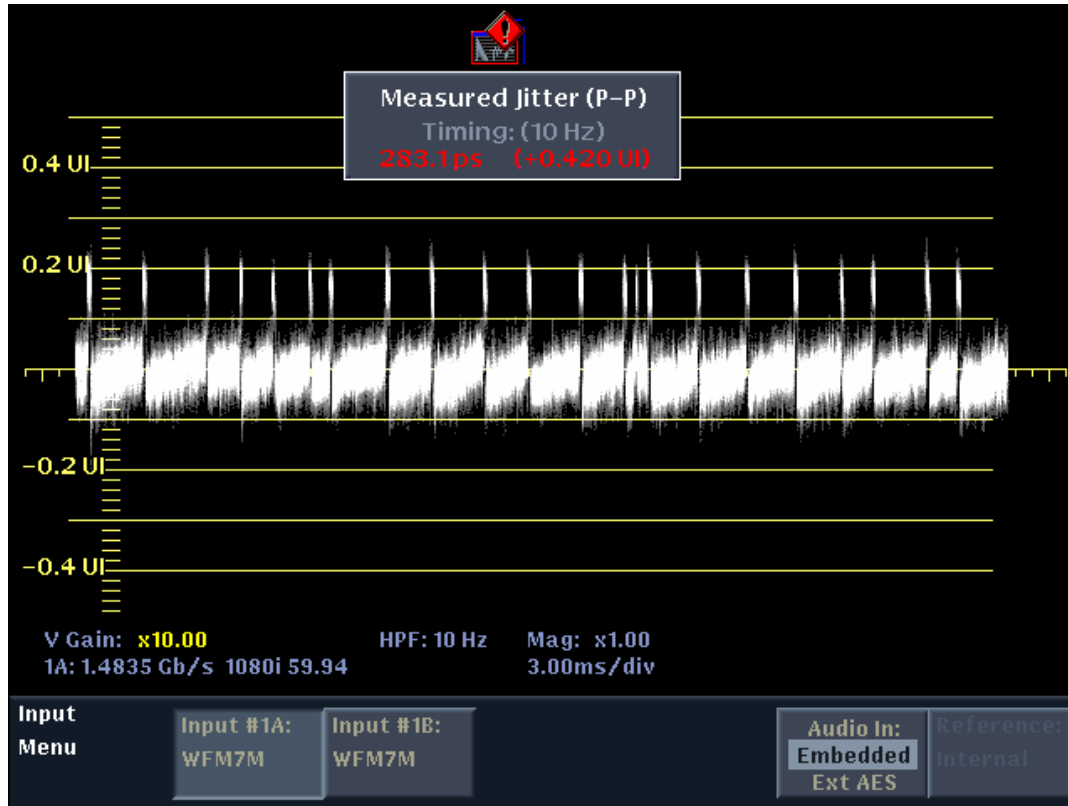 !
Measured Jitter (P-P)
Timing: (10 Hz)
283.1ps (+0.420 UI)
0.4 UI
0.2 UI
-0.2 UI
-0.4 UI
V Gain: x10.00 HPF: 10 Hz Mag: x1.00
1A: 1.4835 Gb/s 1080i 59.94 3.00ms/div
Input
Menu
Input #1A:
WFM7M
Input #1B:
WFM7M
Audio In:
Embedded
Ext AES
Reference:
Internal